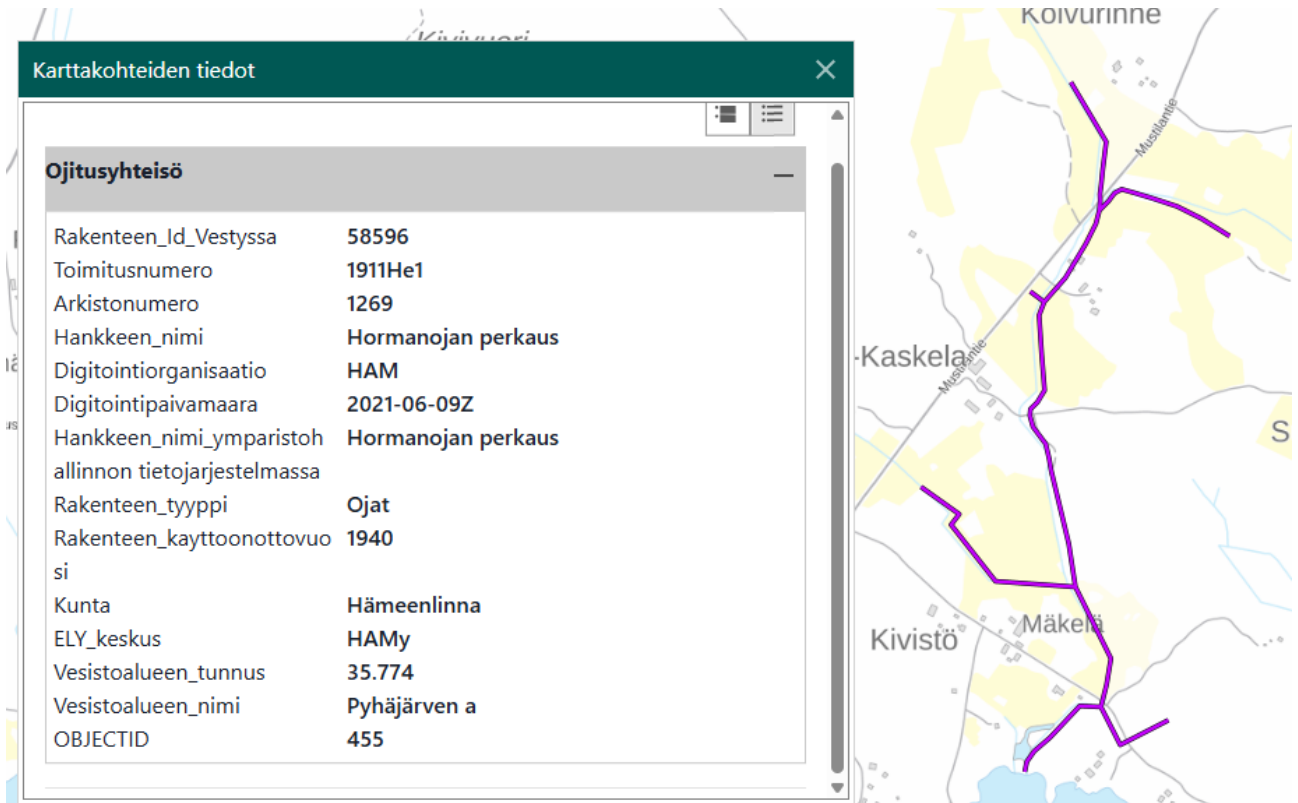 Koivurinne
Kivivuori
Karttakohteiden tiedot
Mustilantie
Ojitusyhteisö
Rakenteen_Id_Vestyssa 58596
Toimitusnumero 1911He1
Arkistonumero 1269
Hankkeen_nimi Hormanojan perkaus
Digitointiorganisaatio HAM
-Kaskela
Mustilantie
Digitointipaivamaara 2021-06-09Z
Hankkeen_nimi_ymparistoh Hormanojan perkaus
allinnon tietojarjestelmassa
S
Rakenteen_tyyppi Ojat
Rakenteen_kayttoonottovuo 1940
si
Kunta Hämeenlinna
Mäkelä
Kivistö
ELY_keskus HAMy
Vesistoalueen_tunnus 35.774
Vesistoalueen_nimi Pyhäjärven a
OBJECTID 455